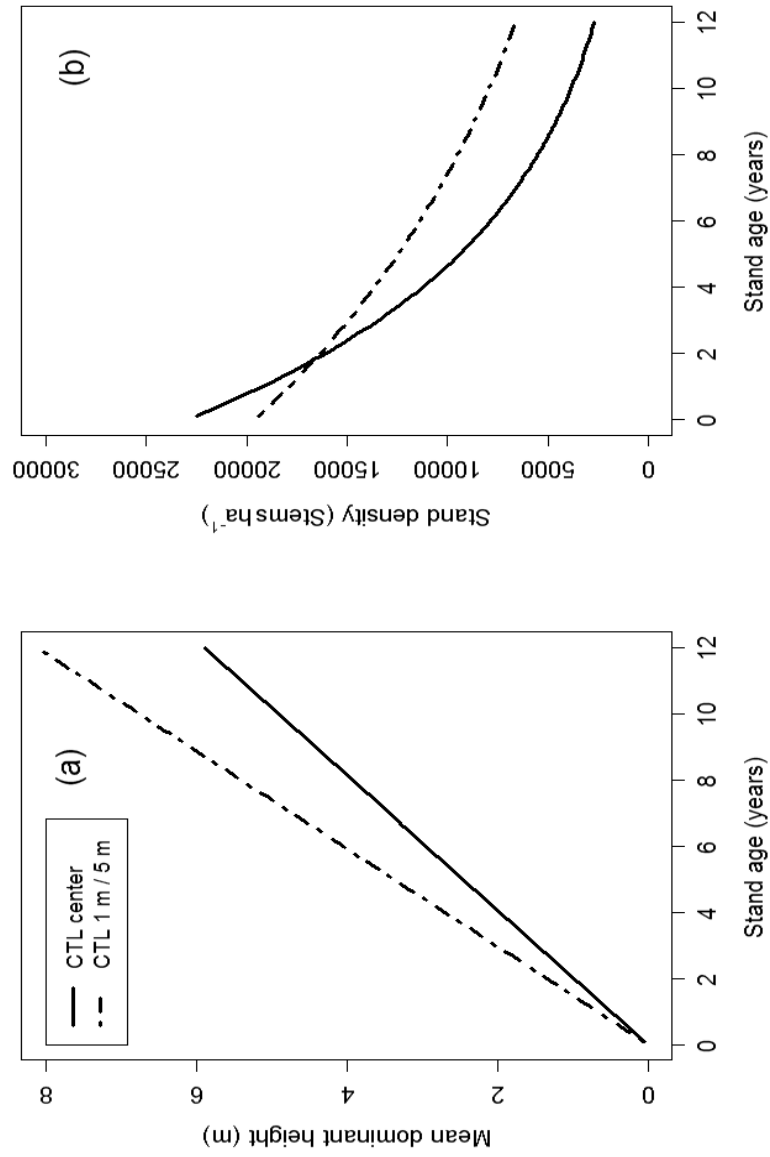 (a)
CTL center
CTL 1 m / 5 m
Mean dominant height (m)
8
6
4
2
0
0 2 4 6 8 10 12
Stand age (years)
(b)
Stand density (Stems ha⁻¹)
30000
25000
20000
15000
10000
5000
0
0 2 4 6 8 10 12
Stand age (years)